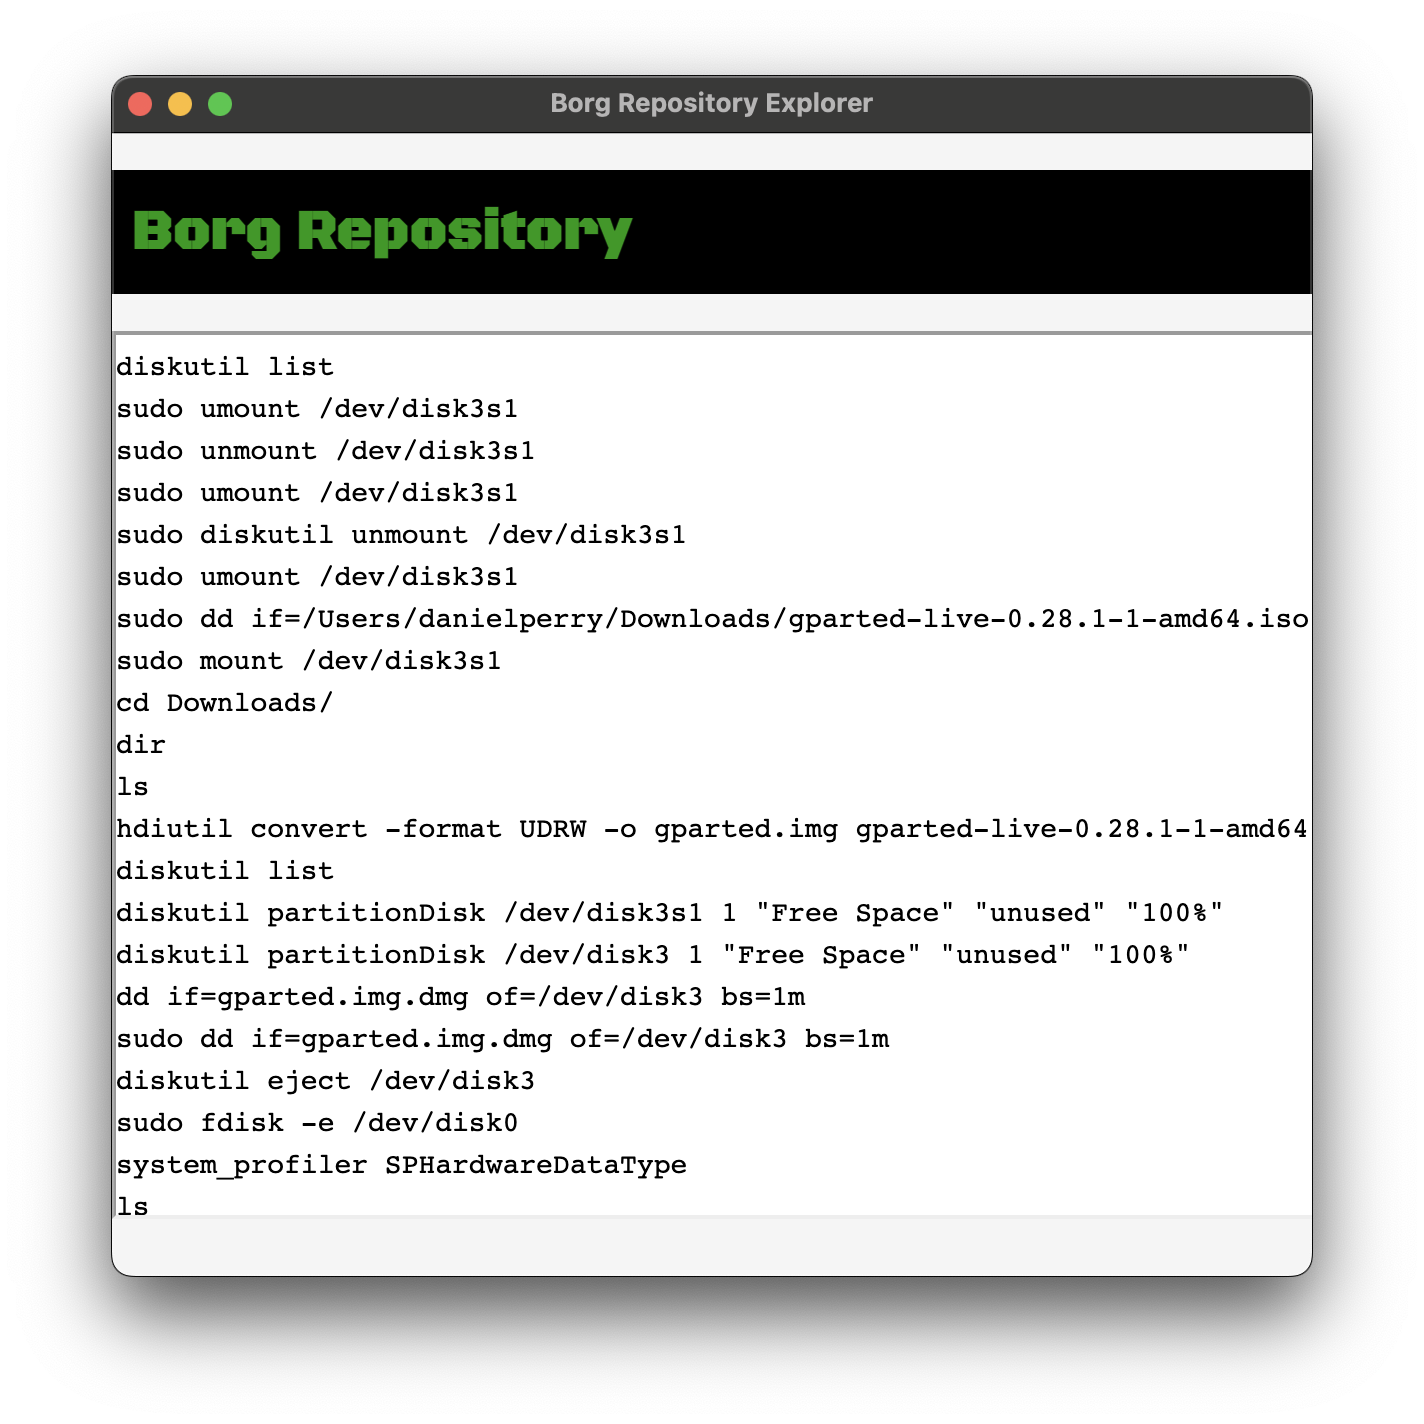 Borg Repository Explorer
Borg Repository
diskutil list
sudo umount /dev/disk3s1
sudo unmount /dev/disk3s1
sudo umount /dev/disk3s1
sudo diskutil unmount /dev/disk3s1
sudo umount /dev/disk3s1
sudo dd if=/Users/danielperry/Downloads/gparted-live-0.28.1-1-amd64.iso
sudo mount /dev/disk3s1
cd Downloads/
dir
ls
hdiutil convert -format UDRW -o gparted.img gparted-live-0.28.1-1-amd64
diskutil list
diskutil partitionDisk /dev/disk3s1 1 "Free Space" "unused" "100%"
diskutil partitionDisk /dev/disk3 1 "Free Space" "unused" "100%"
dd if=gparted.img.dmg of=/dev/disk3 bs=1m
sudo dd if=gparted.img.dmg of=/dev/disk3 bs=1m
diskutil eject /dev/disk3
sudo fdisk -e /dev/disk0
system_profiler SPHardwareDataType
ls